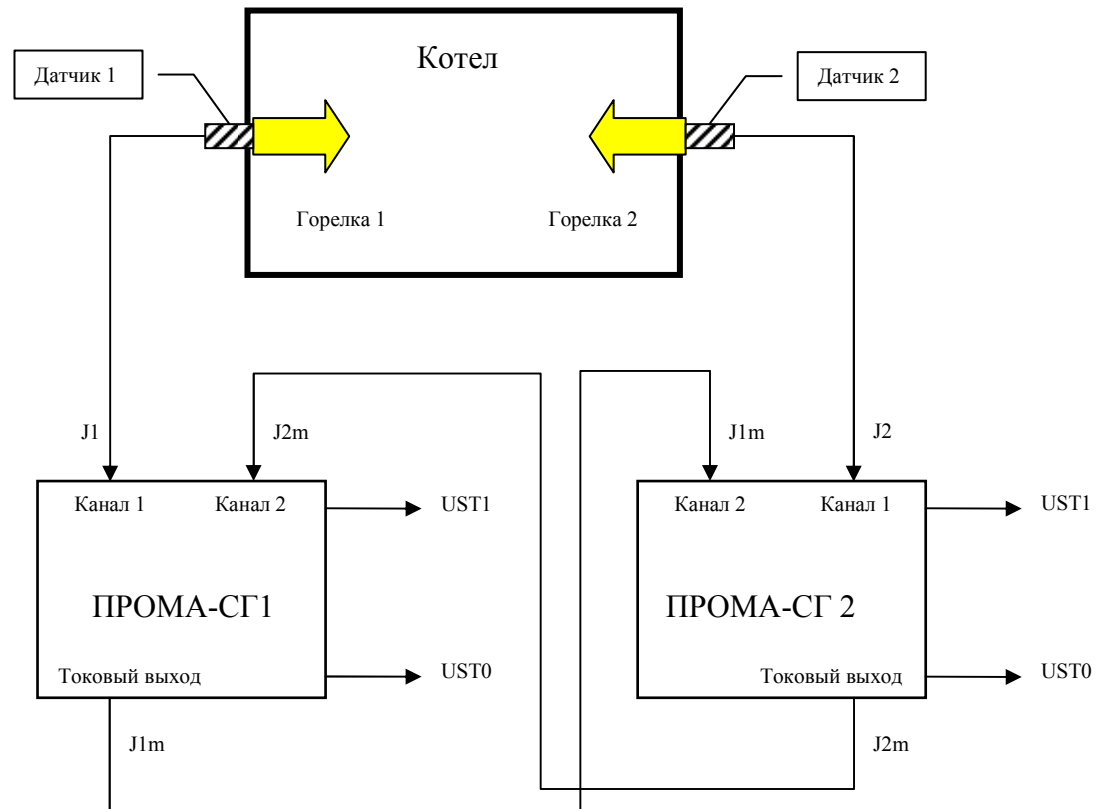 Котел
Датчик 1
Датчик 2
Горелка 1
Горелка 2
J1
J2m
J1m
J2
Канал 1
Канал 2
UST1
Канал 2
Канал 1
UST1
ПРОМА-СГ1
ПРОМА-СГ 2
Токовый выход
UST0
Токовый выход
UST0
J1m
J2m